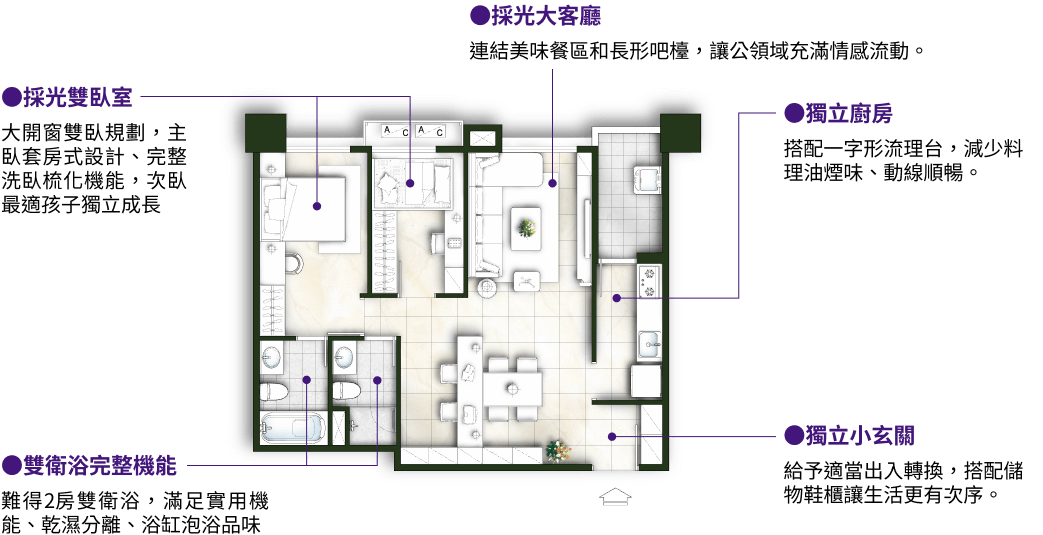 ●採光大客廳
連結美味餐區和長形吧檯，讓公領域充滿情感流動。
●採光雙臥室
大開窗雙臥規劃，主
臥套房式設計、完整
洗臥梳化機能，次臥
最適孩子獨立成長
●獨立廚房
搭配一字形流理台，減少料
理油煙味、動線順暢。
A C A C
●獨立小玄關
給予適當出入轉換，搭配儲
物鞋櫃讓生活更有次序。
●雙衛浴完整機能
難得2房雙衛浴，滿足實用機
能、乾濕分離、浴缸泡浴品味